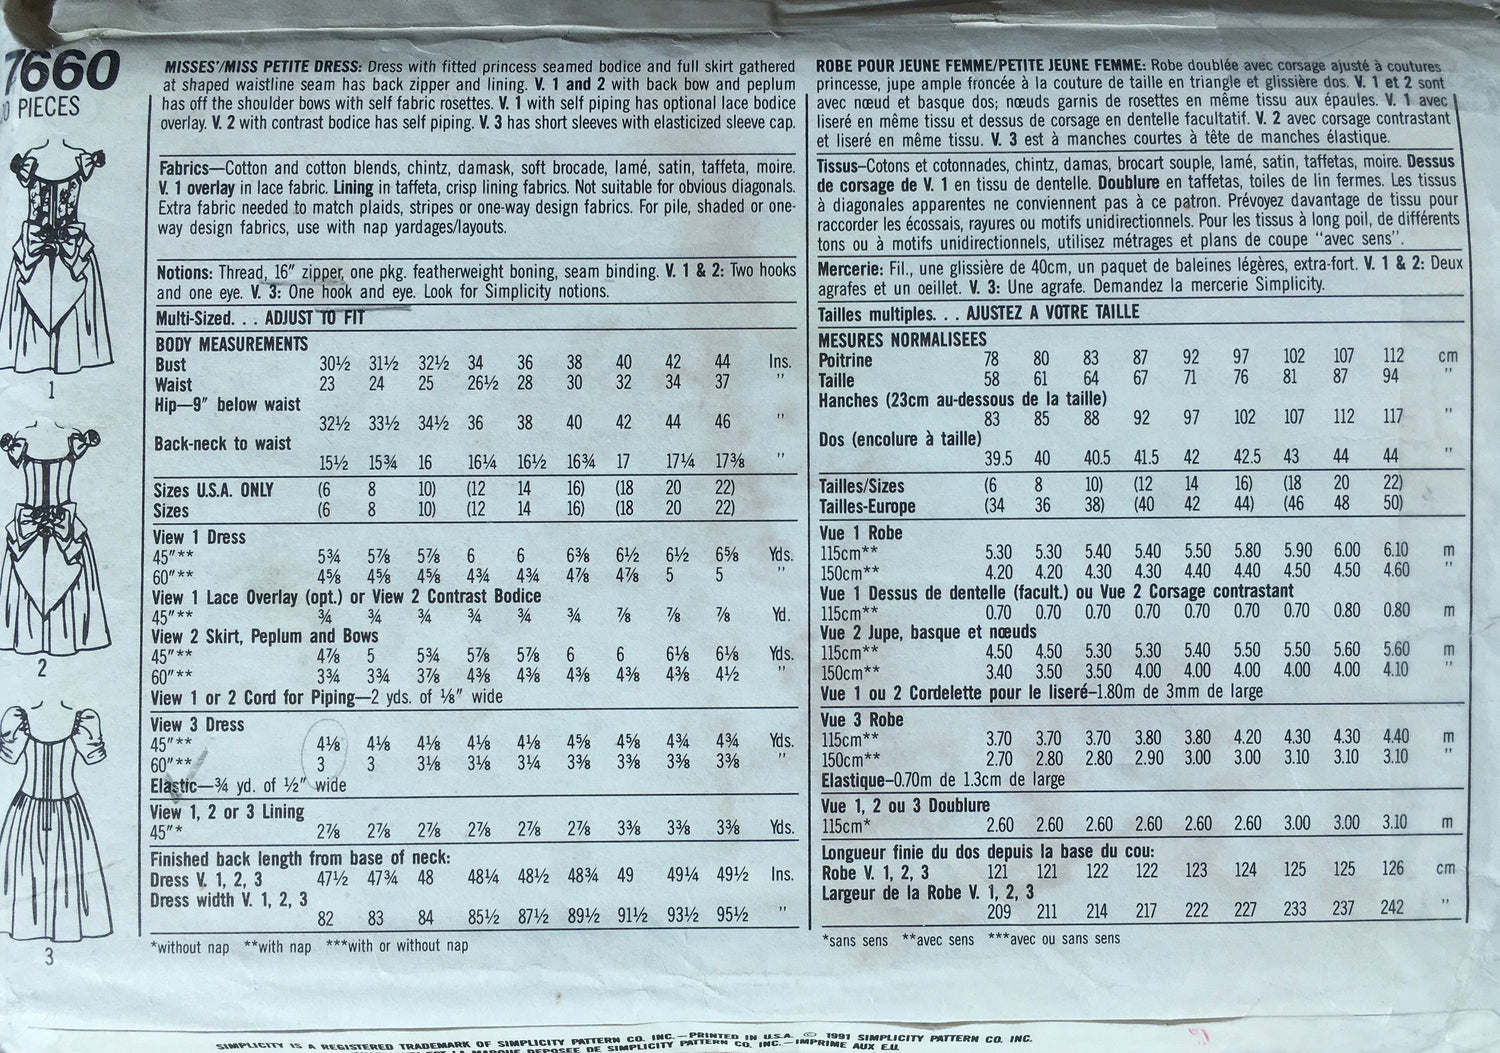 7660
PIECES
1
2
3
MISSES'/MISS PETITE DRESS: Dress with fitted princess seamed bodice and full skirt gathered
at shaped waistline seam has back zipper and lining. V. 1 and 2 with back bow and peplum
has off the shoulder bows with self fabric rosettes. V. 1 with self piping has optional lace bodice
overlay. V. 2 with contrast bodice has self piping. V. 3 has short sleeves with elasticized sleeve cap.
Fabrics—Cotton and cotton blends, chintz, damask, soft brocade, lamé, satin, taffeta, moire.
V. 1 overlay in lace fabric. Lining in taffeta, crisp lining fabrics. Not suitable for obvious diagonals.
Extra fabric needed to match plaids, stripes or one-way design fabrics. For pile, shaded or one-
way design fabrics, use with nap yardages/layouts.
Notions: Thread, 16" zipper, one pkg. featherweight boning, seam binding. V. 1 & 2: Two hooks
and one eye. V. 3: One hook and eye. Look for Simplicity notions.
Multi-Sized. . . ADJUST TO FIT
BODY MEASUREMENTS
Bust 30½ 31½ 32½ 34 36 38 40 42 44 Ins.
Waist 23 24 25 26½ 28 30 32 34 37 "
Hip—9" below waist
32½ 33½ 34½ 36 38 40 42 44 46 "
Back-neck to waist
15½ 15¾ 16 16¼ 16½ 16¾ 17 17¼ 17⅜ "
Sizes U.S.A. ONLY (6 8 10) (12 14 16) (18 20 22)
Sizes (6 8 10) (12 14 16) (18 20 22)
View 1 Dress
45"** 5¾ 5⅞ 5⅞ 6 6 6⅜ 6½ 6½ 6⅝ Yds.
60"** 4⅝ 4⅝ 4⅝ 4¾ 4¾ 4⅞ 4⅞ 5 5 "
View 1 Lace Overlay (opt.) or View 2 Contrast Bodice
45"** ¾ ¾ ¾ ¾ ¾ ¾ ⅞ ⅞ ⅞ Yd.
View 2 Skirt, Peplum and Bows
45"** 4⅞ 5 5¾ 5⅞ 5⅞ 6 6 6⅛ 6⅛ Yds.
60"** 3¾ 3¾ 3⅞ 4⅜ 4⅜ 4⅜ 4⅜ 4⅜ 4½ "
View 1 or 2 Cord for Piping—2 yds. of ⅛" wide
View 3 Dress
45"** 4⅛ 4⅛ 4⅛ 4⅛ 4⅛ 4⅝ 4⅝ 4¾ 4¾ Yds.
60"** 3 3 3⅛ 3⅛ 3¼ 3⅜ 3⅜ 3⅜ 3⅜ "
Elastic—¾ yd. of ½" wide
View 1, 2 or 3 Lining
45"* 2⅞ 2⅞ 2⅞ 2⅞ 2⅞ 2⅞ 3⅜ 3⅜ 3⅜ Yds.
Finished back length from base of neck:
Dress V. 1, 2, 3 47½ 47¾ 48 48¼ 48½ 48¾ 49 49¼ 49½ Ins.
Dress width V. 1, 2, 3
82 83 84 85½ 87½ 89½ 91½ 93½ 95½ "
*without nap **with nap ***with or without nap
ROBE POUR JEUNE FEMME/PETITE JEUNE FEMME: Robe doublée avec corsage ajusté à coutures
princesse, jupe ample froncée à la couture de taille en triangle et glissière dos. V. 1 et 2 sont
avec nœud et basque dos; nœuds garnis de rosettes en même tissu aux épaules. V. 1 avec
liseré en même tissu et dessus de corsage en dentelle facultatif. V. 2 avec corsage contrastant
et liseré en même tissu. V. 3 est à manches courtes à tête de manches élastique.
Tissus—Cotons et cotonnades, chintz, damas, brocart souple, lamé, satin, taffetas, moire. Dessus
de corsage de V. 1 en tissu de dentelle. Doublure en taffetas, toiles de lin fermes. Les tissus
à diagonales apparentes ne conviennent pas à ce patron. Prévoyez davantage de tissu pour
raccorder les écossais, rayures ou motifs unidirectionnels. Pour les tissus à long poil, de différents
tons ou à motifs unidirectionnels, utilisez métrages et plans de coupe "avec sens".
Mercerie: Fil., une glissière de 40cm, un paquet de baleines légères, extra-fort. V. 1 & 2: Deux
agrafes et un oeillet. V. 3: Une agrafe. Demandez la mercerie Simplicity.
Tailles multiples. . . AJUSTEZ A VOTRE TAILLE
MESURES NORMALISEES
Poitrine 78 80 83 87 92 97 102 107 112 cm
Taille 58 61 64 67 71 76 81 87 94 "
Hanches (23cm au-dessous de la taille)
83 85 88 92 97 102 107 112 117 "
Dos (encolure à taille)
39.5 40 40.5 41.5 42 42.5 43 44 44 "
Tailles/Sizes (6 8 10) (12 14 16) (18 20 22)
Tailles-Europe (34 36 38) (40 42 44) (46 48 50)
Vue 1 Robe
115cm** 5.30 5.30 5.40 5.40 5.50 5.80 5.90 6.00 6.10 m
150cm** 4.20 4.20 4.30 4.30 4.40 4.40 4.50 4.50 4.60 "
Vue 1 Dessus de dentelle (facult.) ou Vue 2 Corsage contrastant
115cm** 0.70 0.70 0.70 0.70 0.70 0.70 0.70 0.80 0.80 m
Vue 2 Jupe, basque et nœuds
115cm** 4.50 4.50 5.30 5.30 5.40 5.50 5.50 5.60 5.60 m
150cm** 3.40 3.50 3.50 4.00 4.00 4.00 4.00 4.00 4.10 "
Vue 1 ou 2 Cordelette pour le liseré—1.80m de 3mm de large
Vue 3 Robe
115cm** 3.70 3.70 3.70 3.80 3.80 4.20 4.30 4.30 4.40 m
150cm** 2.70 2.80 2.80 2.90 3.00 3.00 3.10 3.10 3.10 "
Elastique—0.70m de 1.3cm de large
Vue 1, 2 ou 3 Doublure
115cm* 2.60 2.60 2.60 2.60 2.60 2.60 3.00 3.00 3.10 m
Longueur finie du dos depuis la base du cou:
Robe V. 1, 2, 3 121 121 122 122 123 124 125 125 126 cm
Largeur de la Robe V. 1, 2, 3
209 211 214 217 222 227 233 237 242 "
*sans sens **avec sens ***avec ou sans sens
SIMPLICITY IS A REGISTERED TRADEMARK OF SIMPLICITY PATTERN CO. INC.—PRINTED IN U.S.A. © 1991 SIMPLICITY PATTERN CO. INC.
LA MARQUE DEPOSEE DE SIMPLICITY PATTERN CO. INC.—IMPRIME AUX E.U.